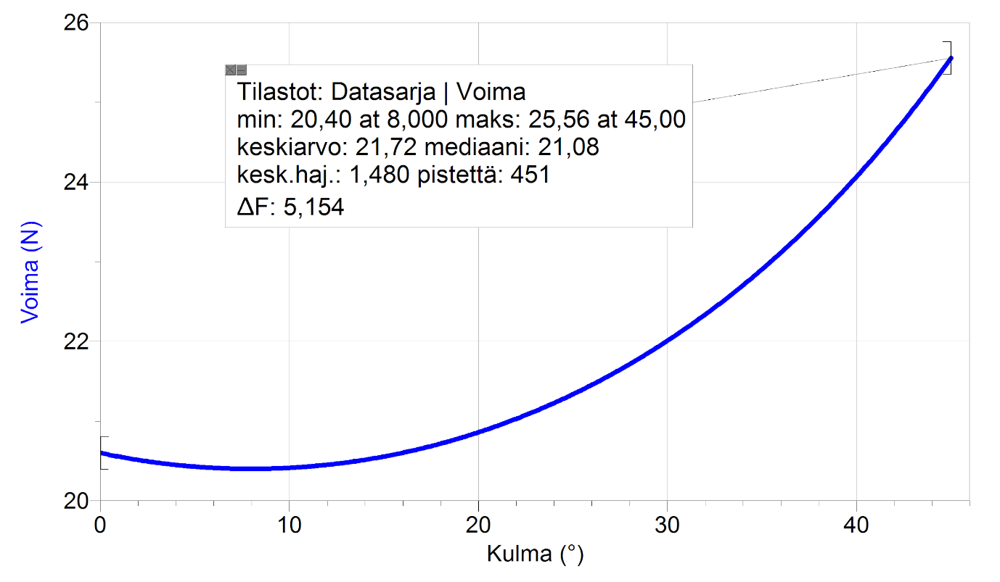 26
24
22
20
Voima (N)
Tilastot: Datasarja | Voima
min: 20,40 at 8,000 maks: 25,56 at 45,00
keskiarvo: 21,72 mediaani: 21,08
kesk.haj.: 1,480 pistettä: 451
ΔF: 5,154
0 10 20 30 40
Kulma (°)